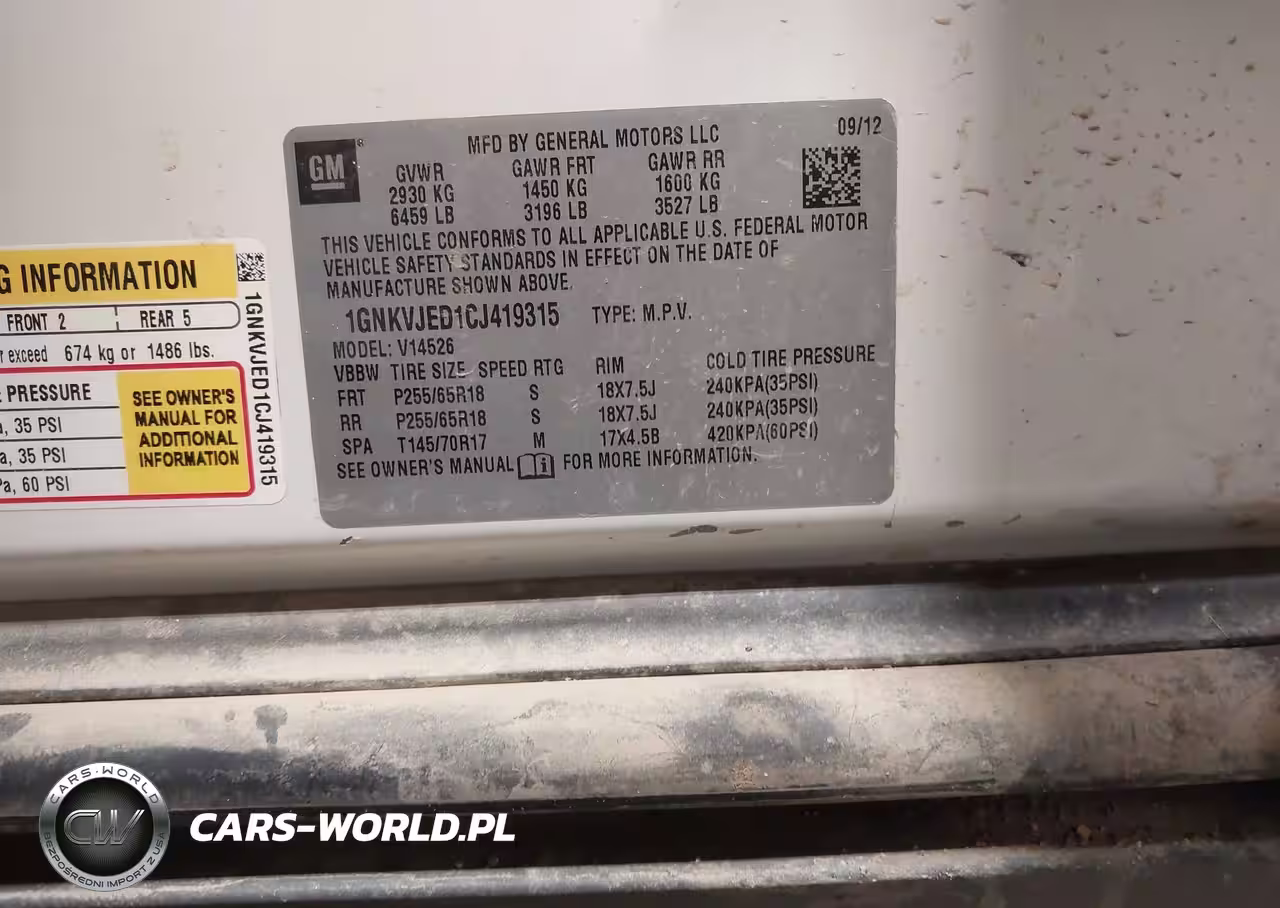 GM
MFD BY GENERAL MOTORS LLC
09/12
GVWR GAWR FRT GAWR RR
2930 KG 1450 KG 1600 KG
6459 LB 3196 LB 3527 LB
THIS VEHICLE CONFORMS TO ALL APPLICABLE U.S. FEDERAL MOTOR
VEHICLE SAFETY STANDARDS IN EFFECT ON THE DATE OF
MANUFACTURE SHOWN ABOVE.
1GNKVJED1CJ419315 TYPE: M.P.V.
MODEL: V14526
VBBW TIRE SIZE SPEED RTG RIM COLD TIRE PRESSURE
FRT P255/65R18 S 18X7.5J 240KPA(35PSI)
RR P255/65R18 S 18X7.5J 240KPA(35PSI)
SPA T145/70R17 M 17X4.5B 420KPA(60PSI)
SEE OWNER'S MANUAL FOR MORE INFORMATION.
G INFORMATION
FRONT 2 REAR 5
r exceed 674 kg or 1486 lbs.
PRESSURE
a, 35 PSI
a, 35 PSI
Pa, 60 PSI
SEE OWNER'S
MANUAL FOR
ADDITIONAL
INFORMATION
1GNKVJED1CJ419315
CARS-WORLD
CW
BEZPOŚREDNI IMPORT Z USA
CARS-WORLD.PL